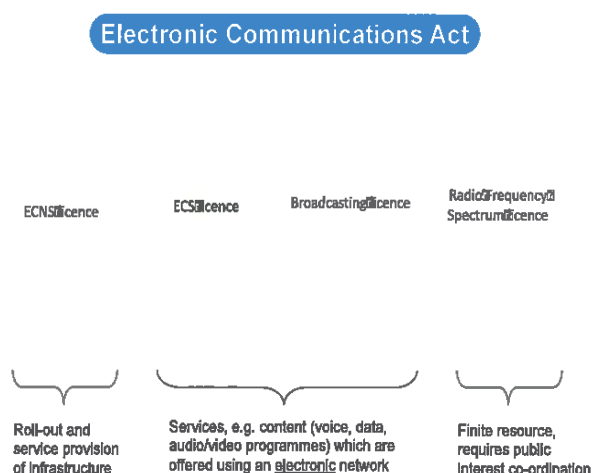 Electronic Communications Act
ECNS licence
ECS licence
Broadcasting licence
Radio Frequency
Spectrum licence
Roll-out and
service provision
of infrastructure
Services, e.g. content (voice, data,
audio/video programmes) which are
offered using an electronic network
Finite resource,
requires public
interest co-ordination